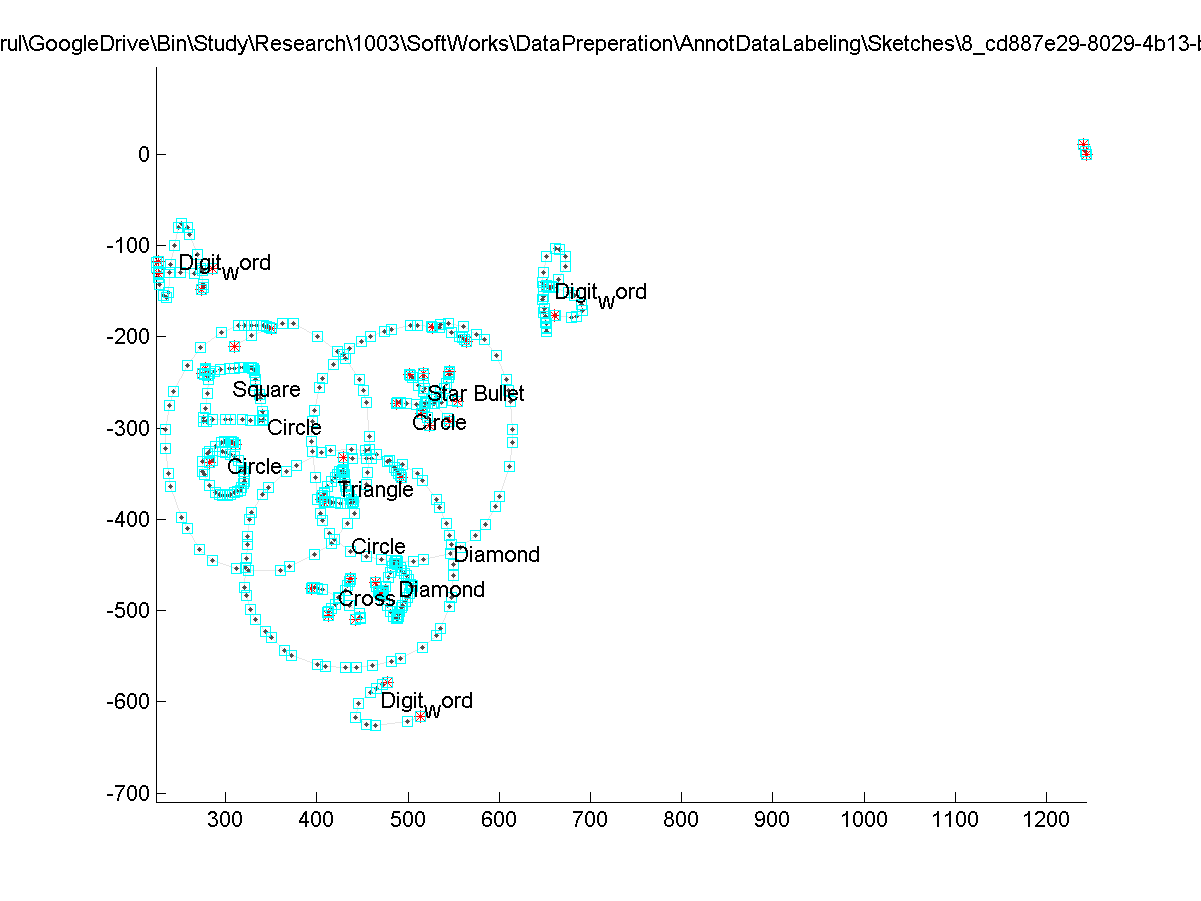 rul\GoogleDrive\Bin\Study\Research\1003\SoftWorks\DataPreperation\AnnotDataLabeling\Sketches\8_cd887e29-8029-4b13-
0
-100
Digit_word
Digit_word
-200
Square
Star Bullet
-300
Circle
Circle
Circle
Triangle
-400
Circle
Diamond
Diamond
-500
Cross
-600
Digit_word
-700
300 400 500 600 700 800 900 1000 1100 1200